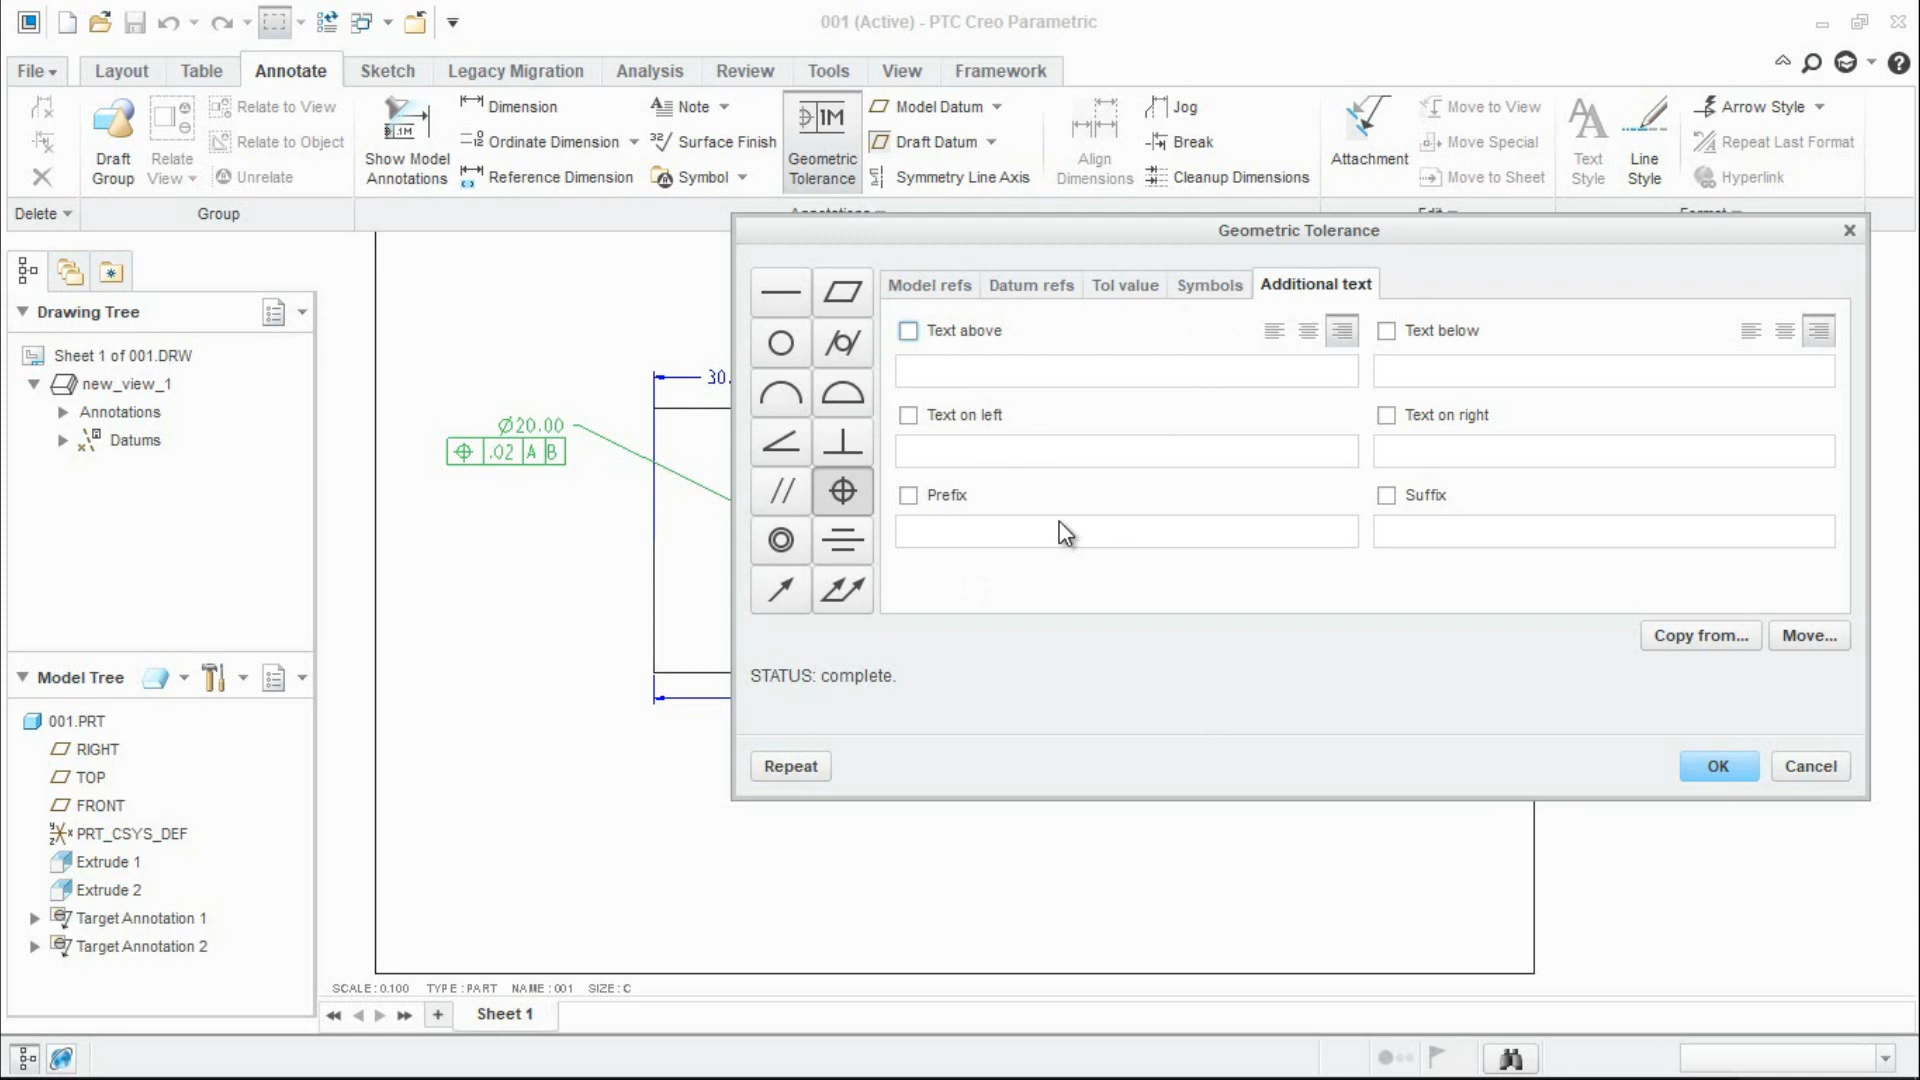 001 (Active) - PTC Creo Parametric
File Layout Table Annotate Sketch Legacy Migration Analysis Review Tools View Framework
Relate to View Dimension Note Model Datum Jog Move to View Arrow Style
Relate to Object Ordinate Dimension Surface Finish Draft Datum Break Move Special Repeat Last Format
Draft Group Relate View Unrelate Show Model Annotations Reference Dimension Symbol Geometric Tolerance Symmetry Line Axis Align Dimensions Cleanup Dimensions Attachment Move to Sheet Text Style Line Style Hyperlink
Delete Group
Geometric Tolerance
Model refs Datum refs Tol value Symbols Additional text
Text above Text below
Text on left Text on right
Prefix Suffix
Copy from... Move...
STATUS: complete.
Repeat OK Cancel
Drawing Tree
Sheet 1 of 001.DRW
new_view_1
Annotations
Datums
30.
Ø20.00
⌖ .02 A B
Model Tree
001.PRT
RIGHT
TOP
FRONT
PRT_CSYS_DEF
Extrude 1
Extrude 2
Target Annotation 1
Target Annotation 2
SCALE:0.100 TYPE:PART NAME:001 SIZE:C
Sheet 1